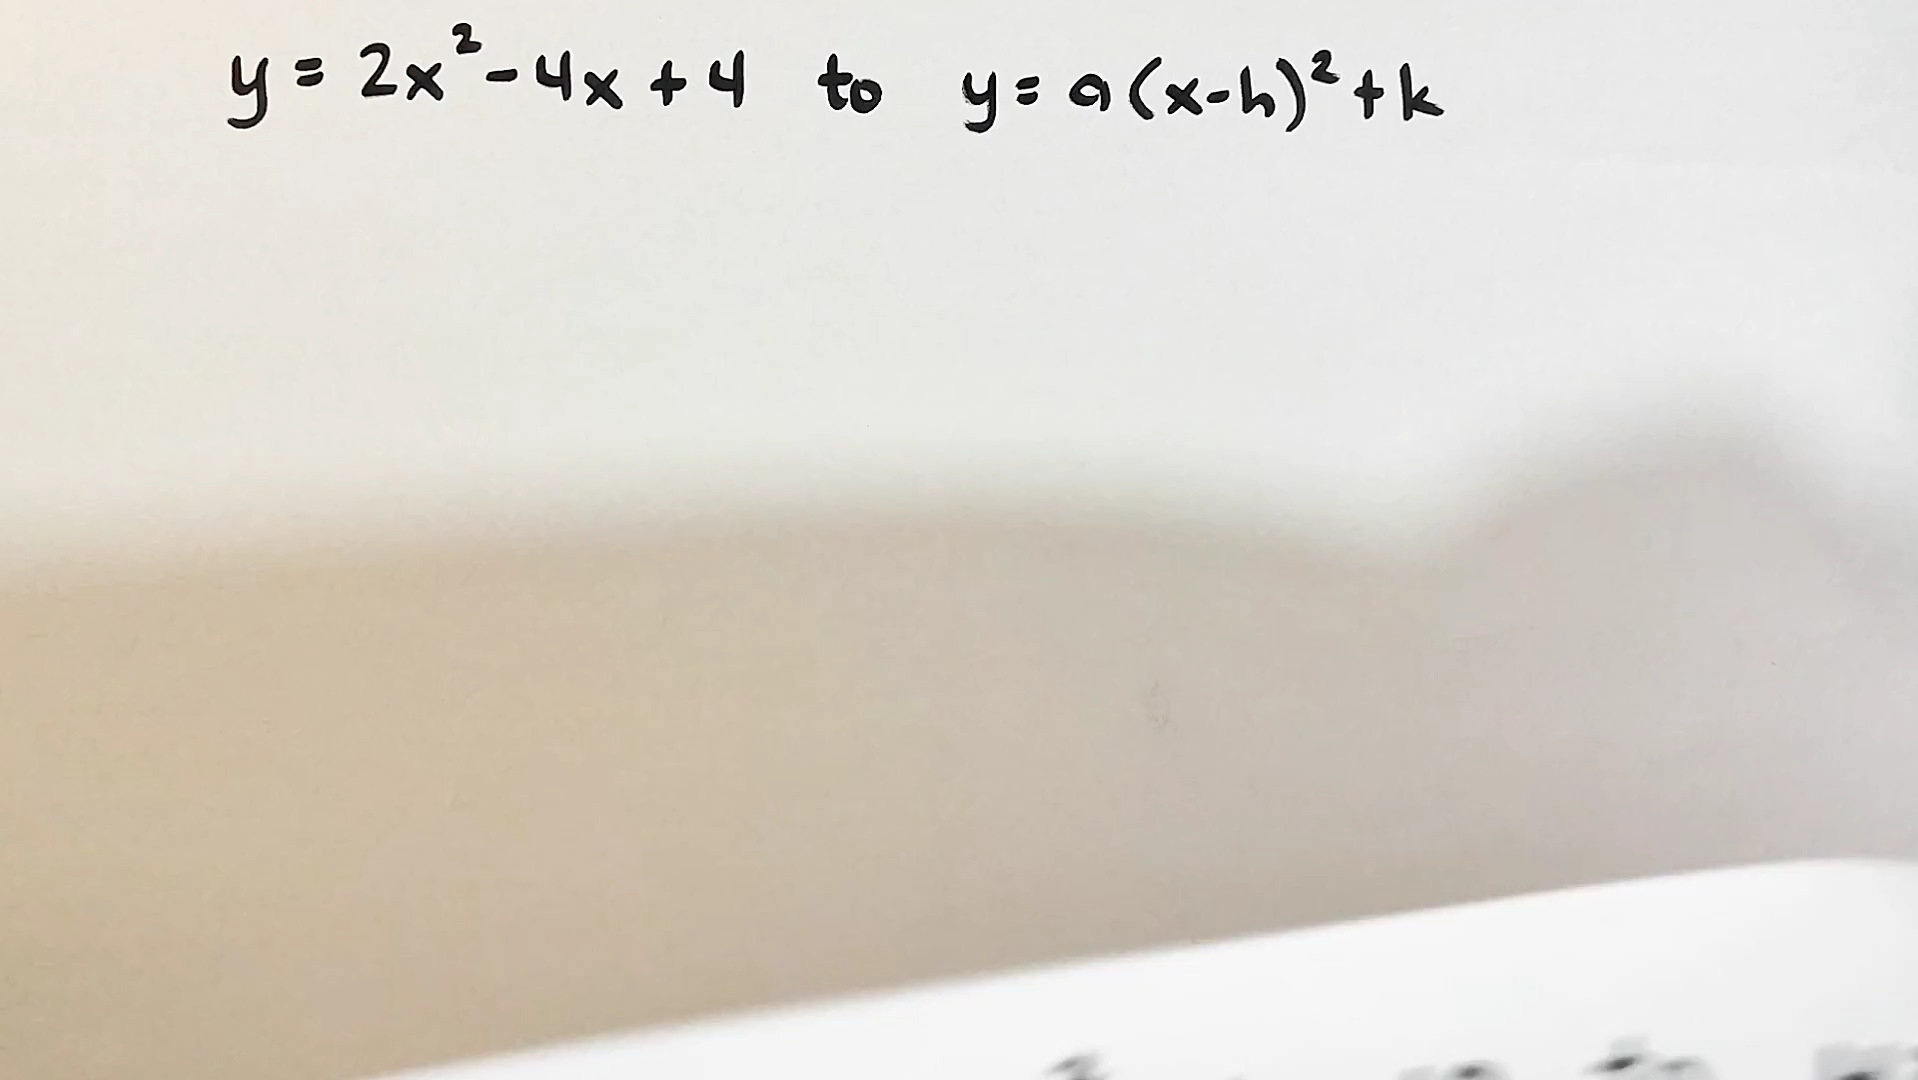 y = 2x² - 4x + 4 to y = a(x-h)² + k